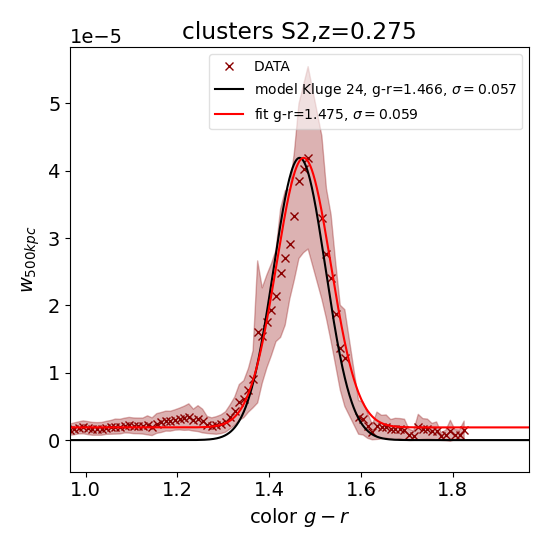 clusters S2,z=0.275
1e−5
DATA
model Kluge 24, g-r=1.466, σ = 0.057
fit g-r=1.475, σ = 0.059
5
4
3
2
1
0
w500kpc
1.0 1.2 1.4 1.6 1.8
color g − r